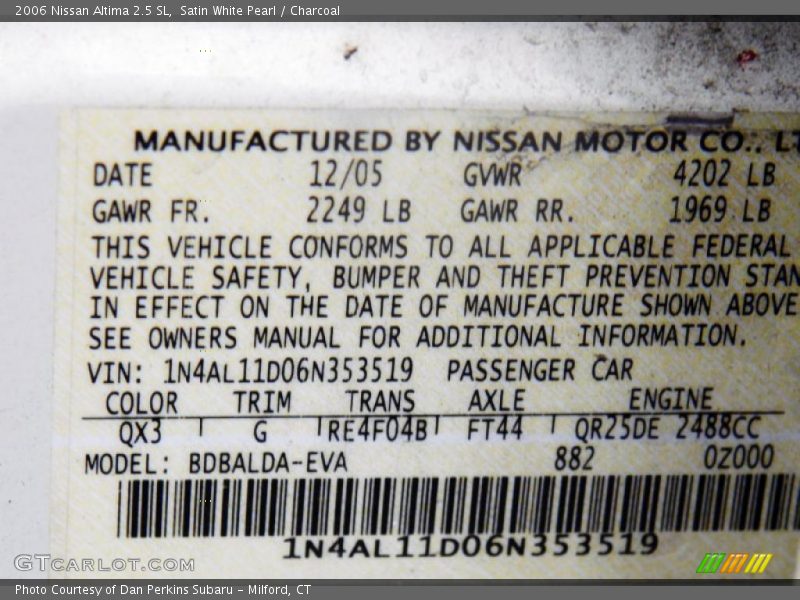 2006 Nissan Altima 2.5 SL, Satin White Pearl / Charcoal
MANUFACTURED BY NISSAN MOTOR CO.,
DATE 12/05 GVWR 4202 LB
GAWR FR. 2249 LB GAWR RR. 1969 LB
THIS VEHICLE CONFORMS TO ALL APPLICABLE FEDERAL
VEHICLE SAFETY, BUMPER AND THEFT PREVENTION STAN
IN EFFECT ON THE DATE OF MANUFACTURE SHOWN ABOVE
SEE OWNERS MANUAL FOR ADDITIONAL INFORMATION.
VIN: 1N4AL11D06N353519 PASSENGER CAR
COLOR TRIM TRANS AXLE ENGINE
QX3 G RE4F04B FT44 QR25DE 2488CC
MODEL: BDBALDA-EVA 882 0Z000
1N4AL11D06N353519
GTCARLOT.COM
Photo Courtesy of Dan Perkins Subaru - Milford, CT